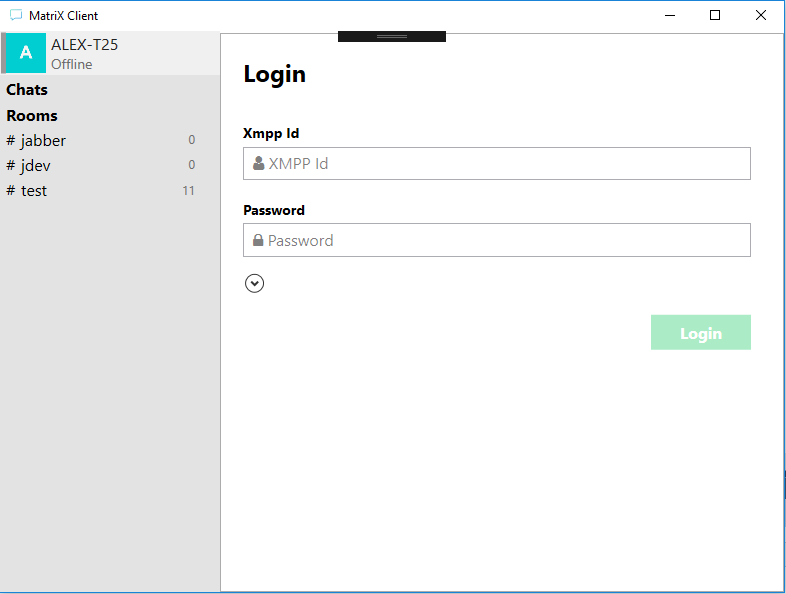 MatriX Client
A
ALEX-T25
Offline
Chats
Rooms
# jabber 0
# jdev 0
# test 11
Login
Xmpp Id
XMPP Id
Password
Password
Login